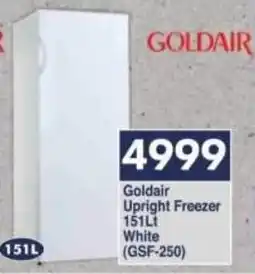 GOLDAIR
4999
Goldair
Upright Freezer
151Lt
White
(GSF-250)
151L